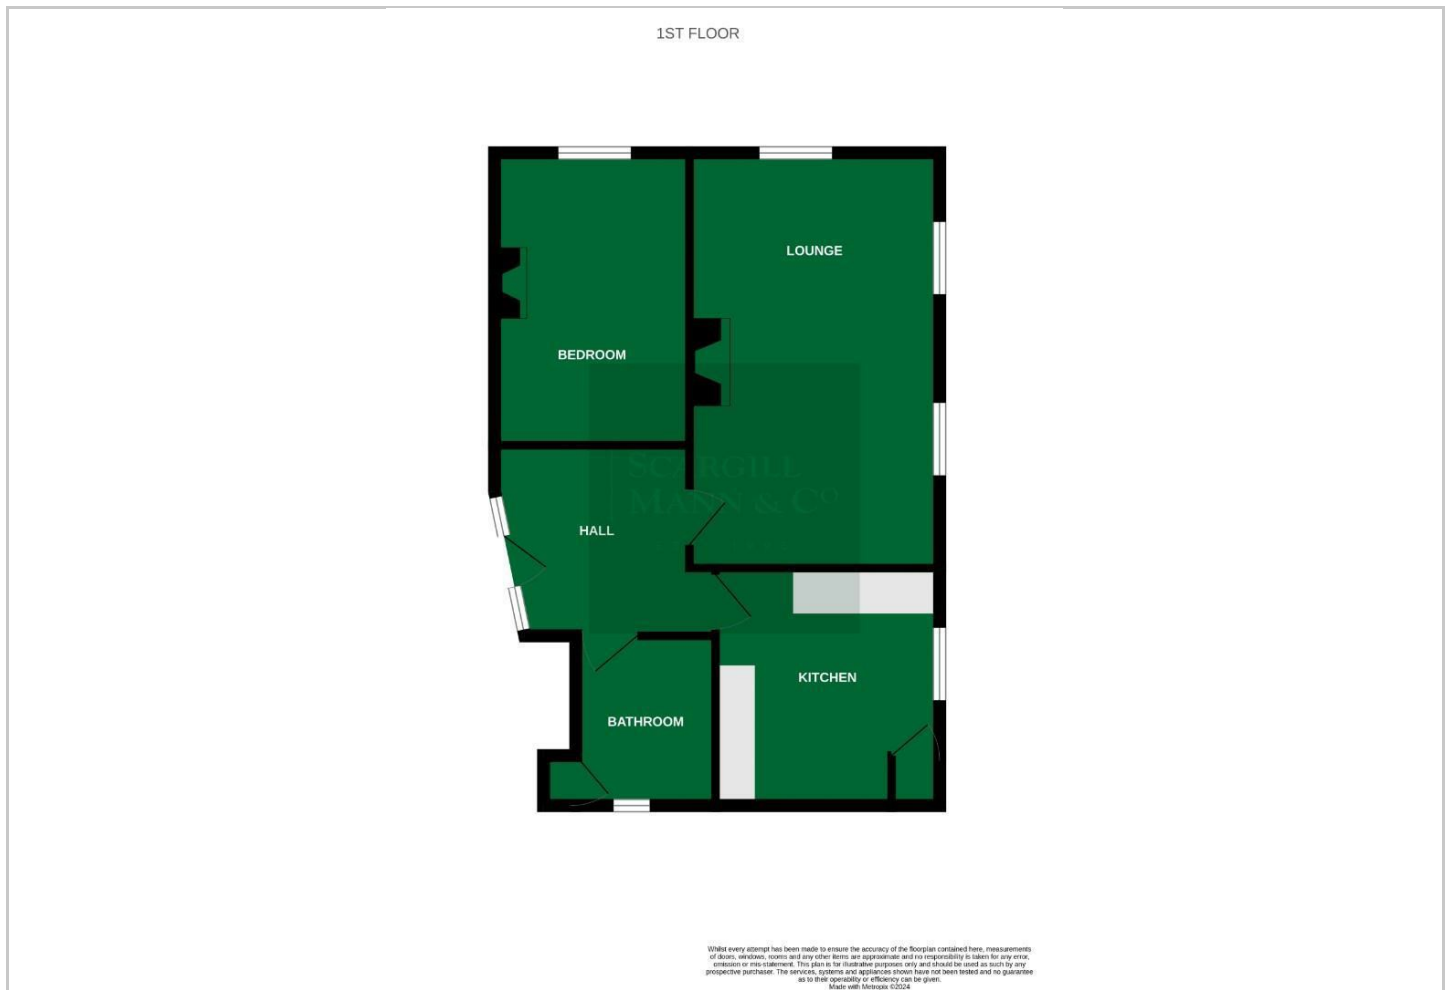 1ST FLOOR
LOUNGE
BEDROOM
SCARGILL
MANN & Co
HALL
KITCHEN
BATHROOM
Whilst every attempt has been made to ensure the accuracy of the floorplan contained here, measurements
of doors, windows, rooms and any other items are approximate and no responsibility is taken for any error,
omission or mis-statement. This plan is for illustrative purposes only and should be used as such by any
prospective purchaser. The services, systems and appliances shown have not been tested and no guarantee
as to their operability or efficiency can be given.
Made with Metropix ©2024